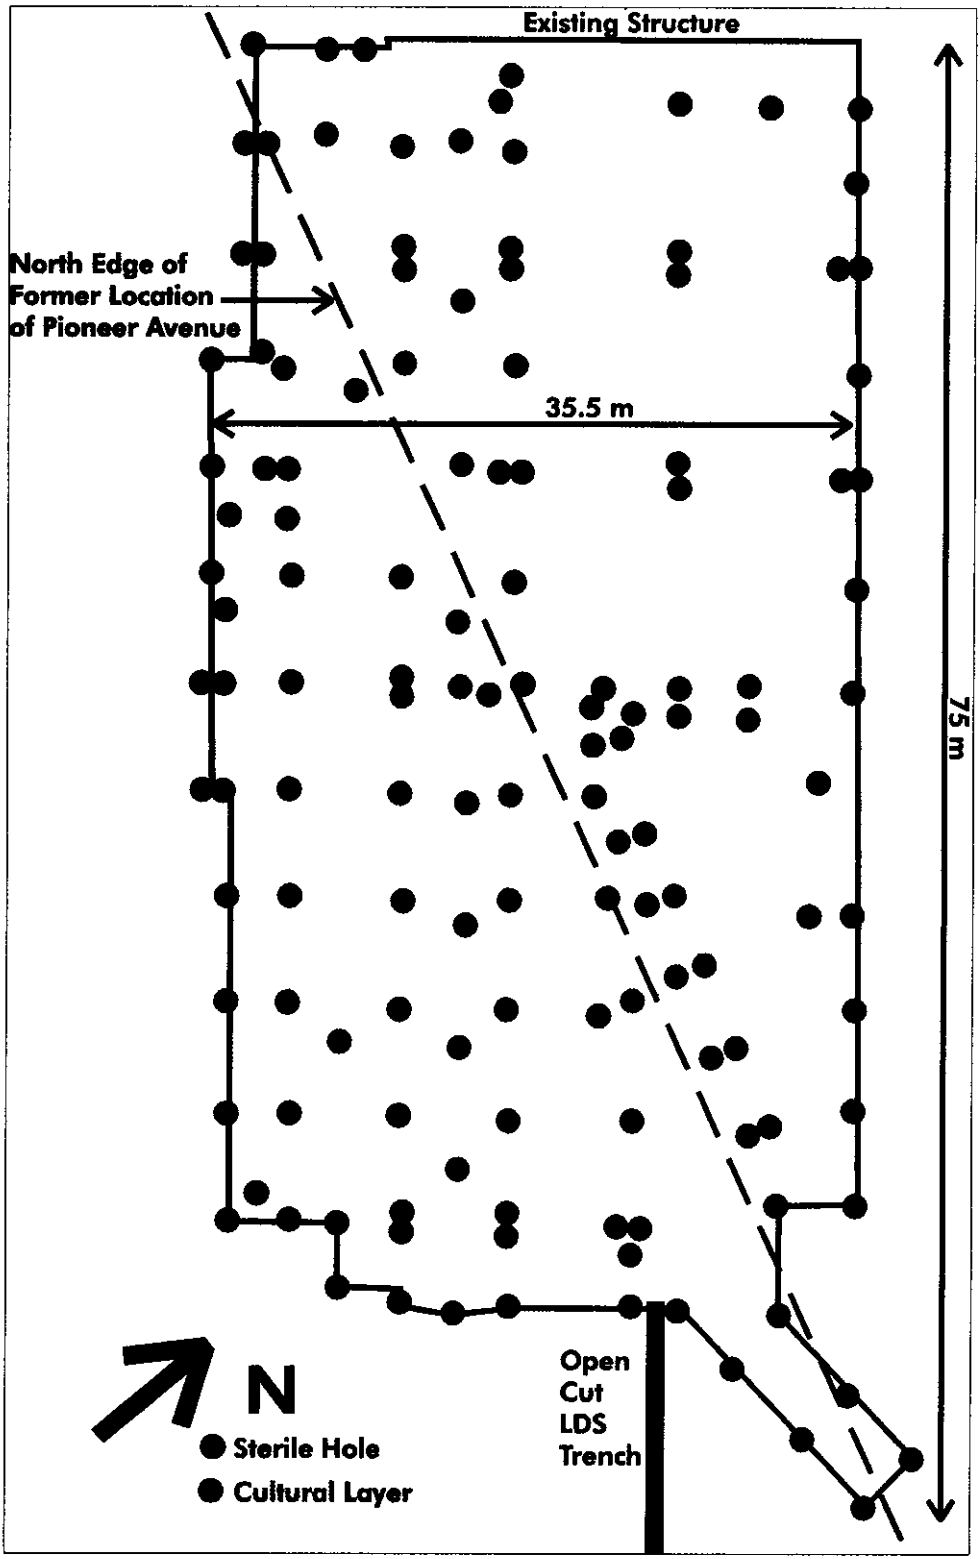 Existing Structure
North Edge of
Former Location
of Pioneer Avenue
35.5 m
75 m
Open
Cut
LDS
Trench
N
Sterile Hole
Cultural Layer